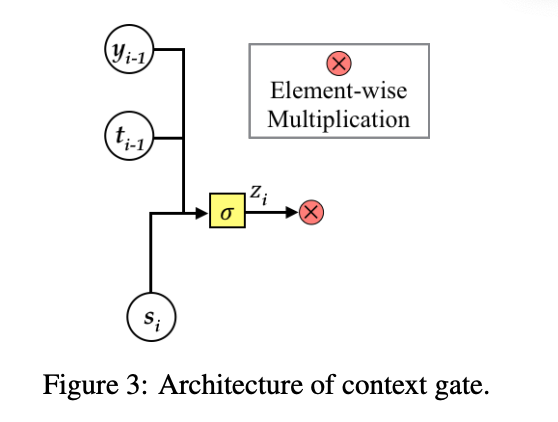 y_{i-1}
⊗
Element-wise
Multiplication
t_{i-1}
z_i
σ
⊗
s_i
Figure 3: Architecture of context gate.